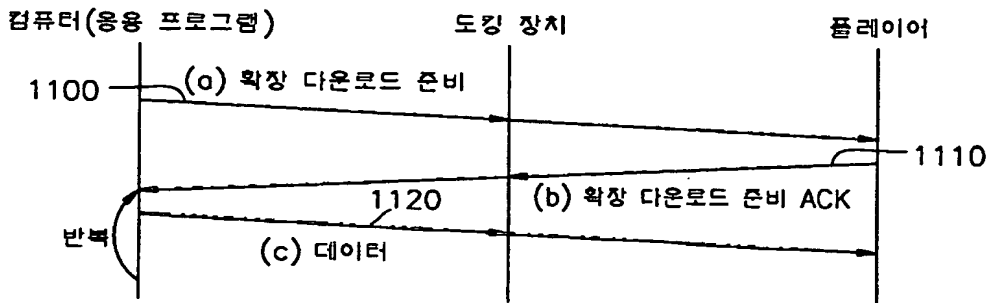 컴퓨터(응용 프로그램)
도킹 장치
플레이어
1100
(a) 확장 다운로드 준비
1110
(b) 확장 다운로드 준비 ACK
1120
반복
(c) 데이터